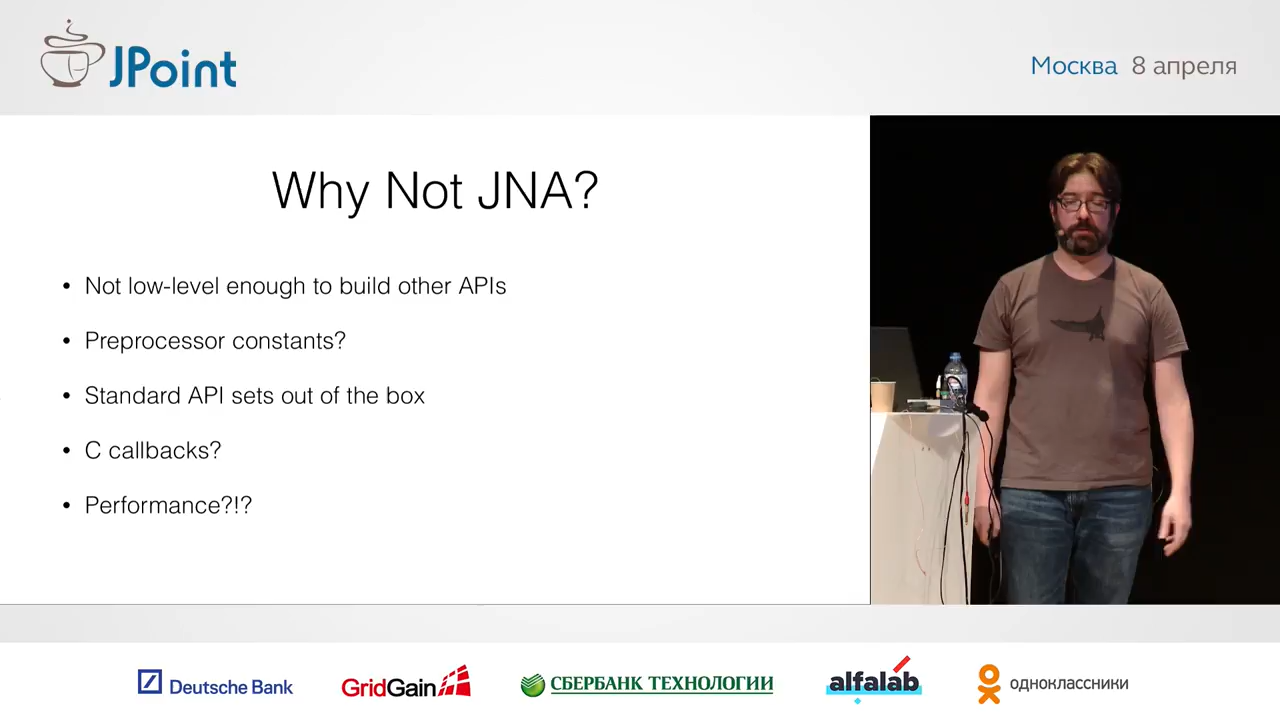 JPoint
Москва 8 апреля
Why Not JNA?
• Not low-level enough to build other APIs
• Preprocessor constants?
• Standard API sets out of the box
• C callbacks?
• Performance?!?
Deutsche Bank
GridGain
СБЕРБАНК ТЕХНОЛОГИИ
alfalab
одноклассники